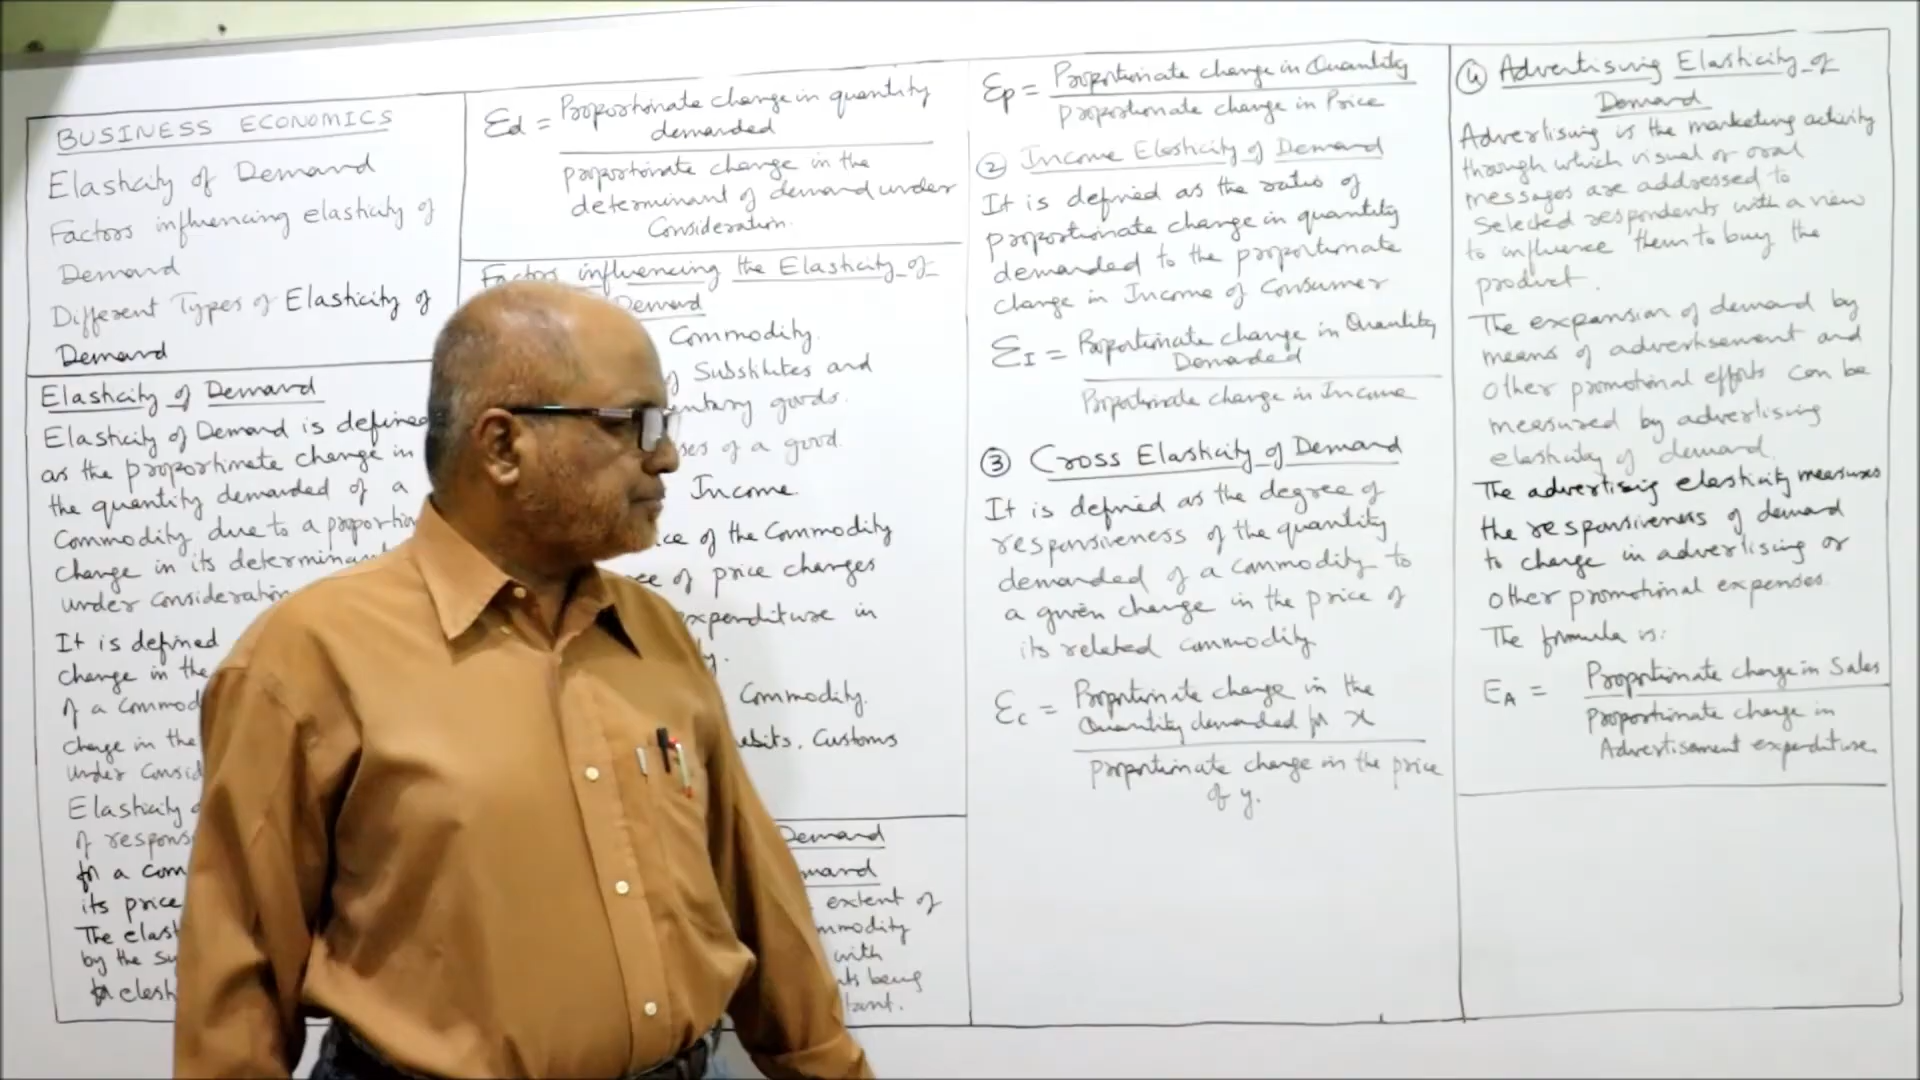 BUSINESS ECONOMICS
Elasticity of Demand
Factors influencing elasticity of
Demand
Different Types of Elasticity of
Demand
Elasticity of Demand
Elasticity of Demand is defined
as the proportionate change in
the quantity demanded of a
Commodity due to a proportion
change in its determinant
under consideration
It is defined
change in the
of a Commod
change in the
under Consid
Elasticity
of respons
for a com
its price
The elast
by the su
elast
Ed = Proportionate change in quantity
demanded
proportionate change in the
determinant of demand under
Consideration.
Factors influencing the Elasticity of
Demand
Commodity.
of Substitutes and
entary goods.
ses of a good.
Income
ice of the Commodity
ee of price changes
xpenditure in
y.
Commodity.
abits, Customs
Demand
mand
extent of
mmodity
with
nts being
tant.
Ep = Proportionate change in Quantity
proportionate change in Price
② Income Elasticity of Demand
It is defined as the ratio of
proportionate change in quantity
demanded to the proportionate
change in Income of Consumer
EI = Proportionate change in Quantity
Demanded
Proportionate change in Income
③ Cross Elasticity of Demand
It is defined as the degree of
responsiveness of the quantity
demanded of a commodity to
a given change in the price of
its related commodity
Ec = Proportionate change in the
Quantity demanded for x
proportionate change in the price
of y.
④ Advertising Elasticity of
Demand
Advertising is the marketing activity
through which visual or oral
messages are addressed to
Selected respondents with a view
to influence them to buy the
product.
The expansion of demand by
means of advertisement and
Other promotional efforts can be
measured by advertising
elasticity of demand.
The advertising elasticity measures
the responsiveness of demand
to change in advertising or
Other promotional expenses.
The formula is:
EA = Proportionate change in Sales
Proportionate change in
Advertisement expenditure